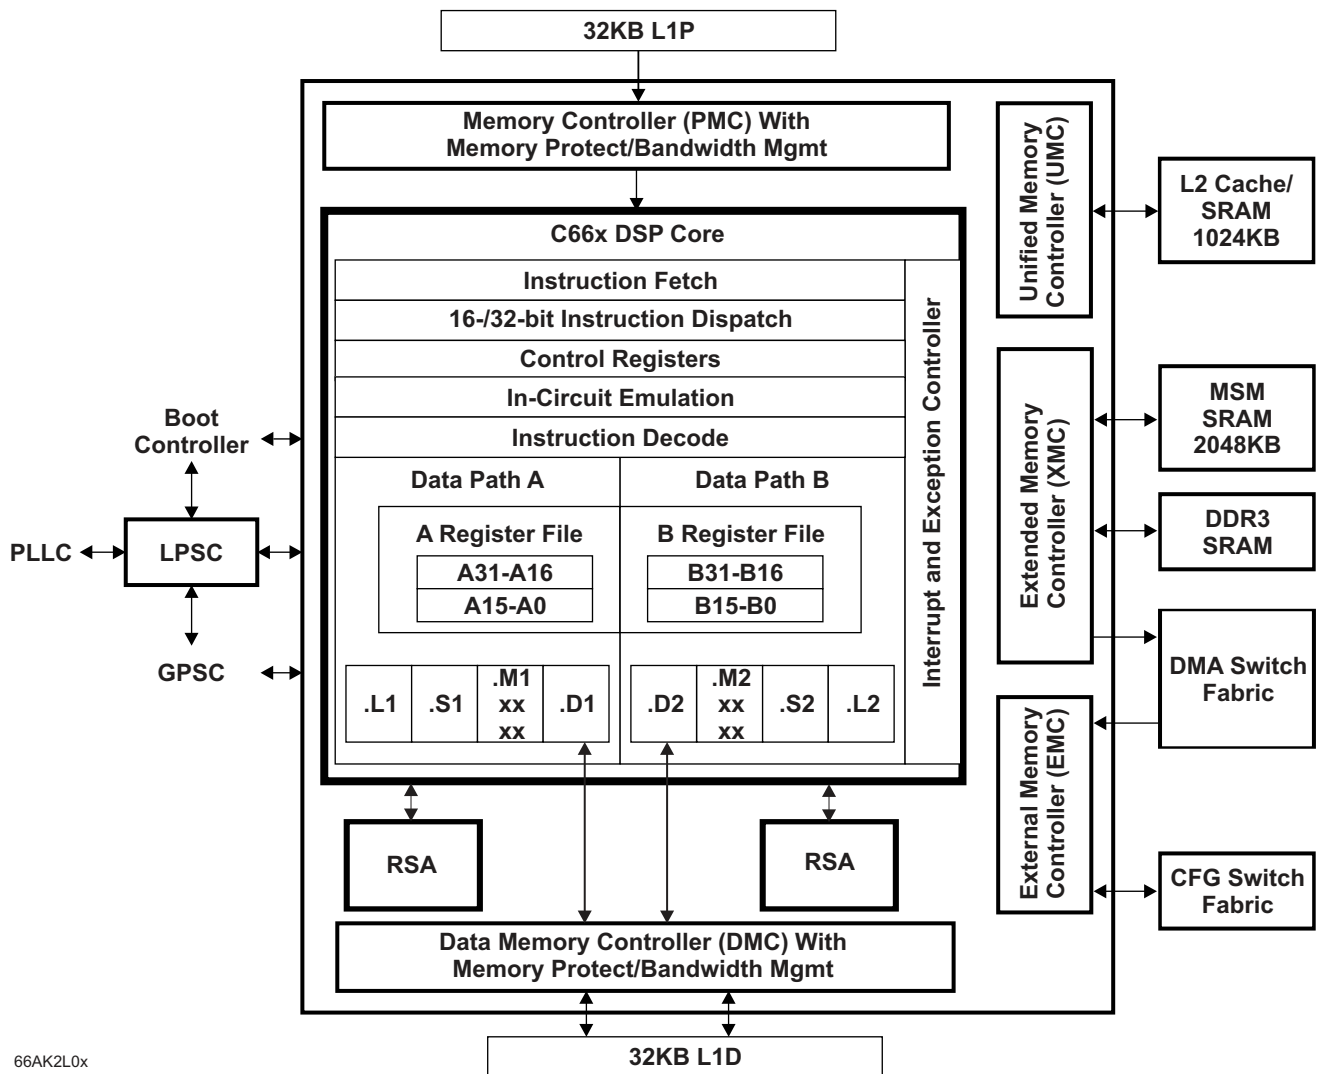 32KB L1P
Memory Controller (PMC) With
Memory Protect/Bandwidth Mgmt
C66x DSP Core
Instruction Fetch
16-/32-bit Instruction Dispatch
Control Registers
In-Circuit Emulation
Instruction Decode
Data Path A
Data Path B
A Register File
B Register File
A31-A16
A15-A0
B31-B16
B15-B0
.L1
.S1
.M1
xx
xx
.D1
.D2
.M2
xx
xx
.S2
.L2
Interrupt and Exception Controller
Boot
Controller
PLLC
LPSC
GPSC
RSA
RSA
Data Memory Controller (DMC) With
Memory Protect/Bandwidth Mgmt
32KB L1D
Unified Memory
Controller (UMC)
L2 Cache/
SRAM
1024KB
Extended Memory
Controller (XMC)
MSM
SRAM
2048KB
DDR3
SRAM
DMA Switch
Fabric
External Memory
Controller (EMC)
CFG Switch
Fabric
66AK2L0x